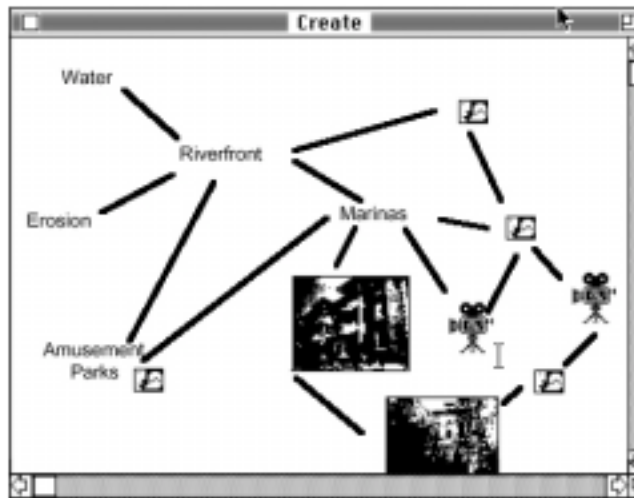 Create
Water
Riverfront
Marinas
Erosion
Amusement
Parks